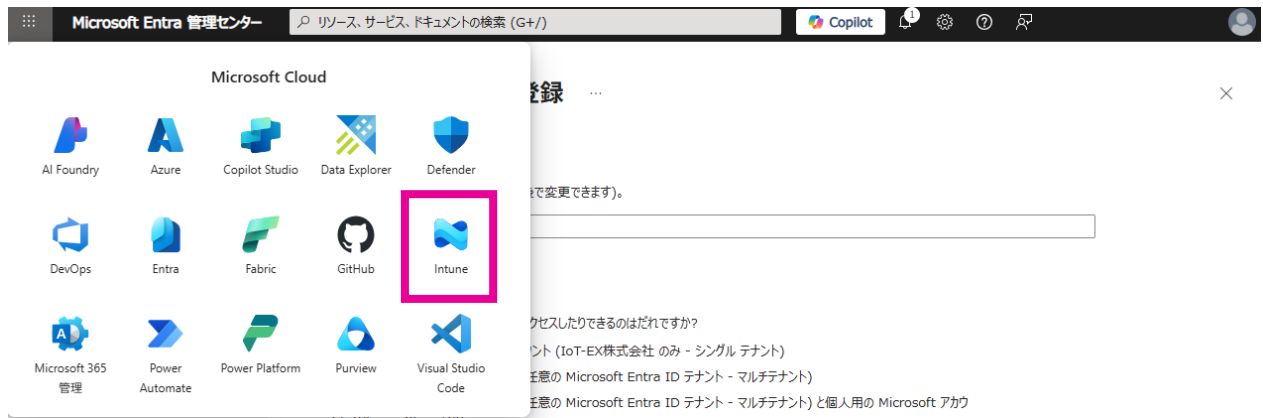 Microsoft Entra 管理センター
リソース、サービス、ドキュメントの検索 (G+/)
Copilot
1
Microsoft Cloud
登録 …
AI Foundry
Azure
Copilot Studio
Data Explorer
Defender
で変更できます)。
DevOps
Entra
Fabric
GitHub
Intune
クセスしたりできるのはだれですか?
ント (IoT-EX株式会社 のみ - シングル テナント)
任意の Microsoft Entra ID テナント - マルチテナント)
任意の Microsoft Entra ID テナント - マルチテナント) と個人用の Microsoft アカウ
Microsoft 365
管理
Power
Automate
Power Platform
Purview
Visual Studio
Code